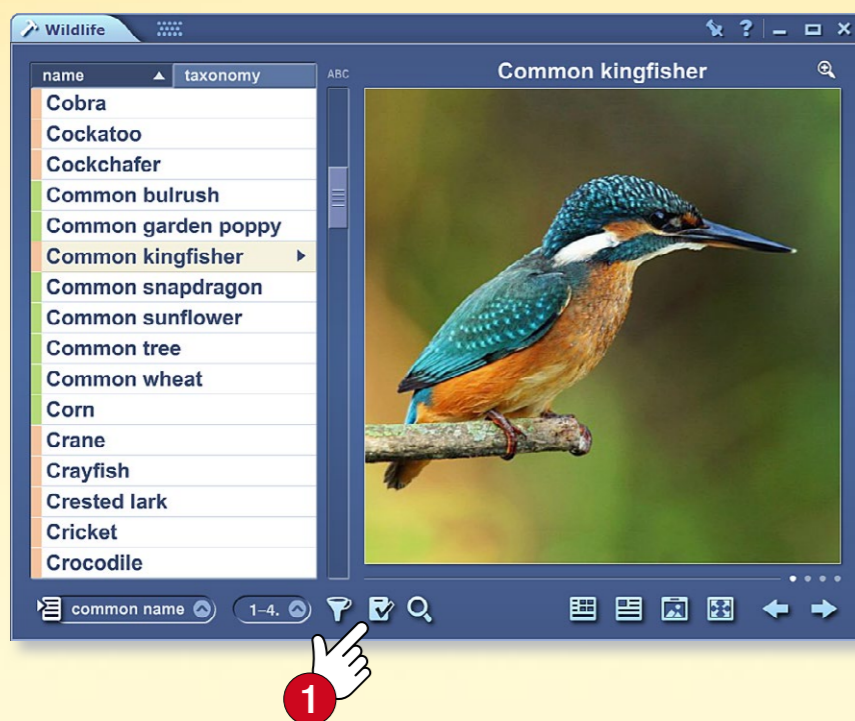 Wildlife
?
name taxonomy ABC
Common kingfisher
Cobra
Cockatoo
Cockchafer
Common bulrush
Common garden poppy
Common kingfisher
Common snapdragon
Common sunflower
Common tree
Common wheat
Corn
Crane
Crayfish
Crested lark
Cricket
Crocodile
common name 1–4.
1